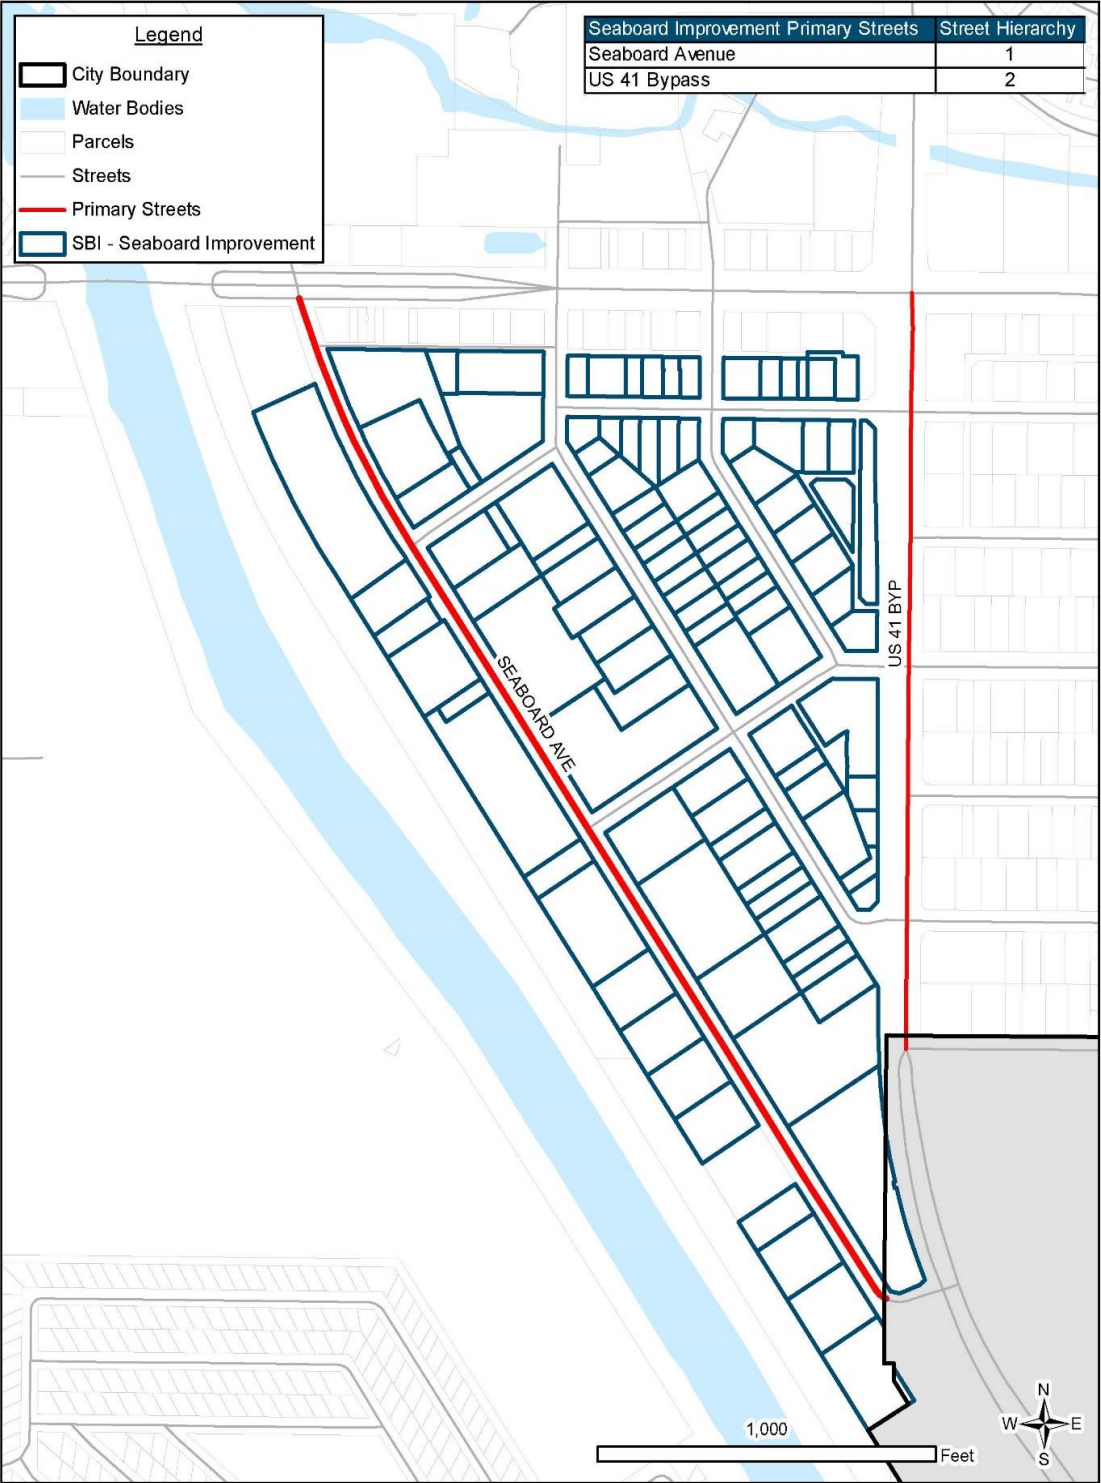 Legend
City Boundary
Water Bodies
Parcels
Streets
Primary Streets
SBI - Seaboard Improvement
Seaboard Improvement Primary Streets Street Hierarchy
Seaboard Avenue 1
US 41 Bypass 2
US 41 BYP
SEABOARD AVE
N
W E
S
1,000
Feet